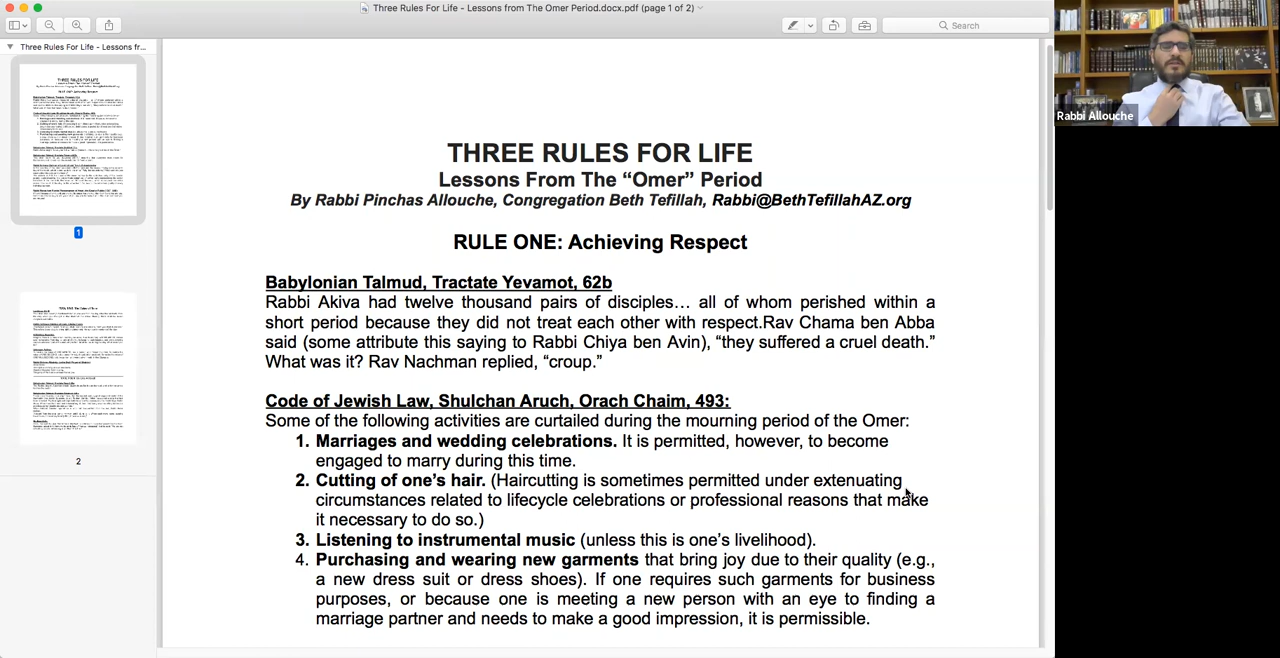 Three Rules For Life - Lessons from The Omer Period.docx.pdf (page 1 of 2)
Search
Three Rules For Life - Lessons fr...
1
2
Rabbi Allouche
THREE RULES FOR LIFE
Lessons From The “Omer” Period
By Rabbi Pinchas Allouche, Congregation Beth Tefillah, Rabbi@BethTefillahAZ.org
RULE ONE: Achieving Respect
Babylonian Talmud, Tractate Yevamot, 62b
Rabbi Akiva had twelve thousand pairs of disciples… all of whom perished within a
short period because they did not treat each other with respect.Rav Chama ben Abba
said (some attribute this saying to Rabbi Chiya ben Avin), “they suffered a cruel death.”
What was it? Rav Nachman replied, “croup.”
Code of Jewish Law, Shulchan Aruch, Orach Chaim, 493:
Some of the following activities are curtailed during the mourning period of the Omer:
1. Marriages and wedding celebrations. It is permitted, however, to become
engaged to marry during this time.
2. Cutting of one’s hair. (Haircutting is sometimes permitted under extenuating
circumstances related to lifecycle celebrations or professional reasons that make
it necessary to do so.)
3. Listening to instrumental music (unless this is one’s livelihood).
4. Purchasing and wearing new garments that bring joy due to their quality (e.g.,
a new dress suit or dress shoes). If one requires such garments for business
purposes, or because one is meeting a new person with an eye to finding a
marriage partner and needs to make a good impression, it is permissible.